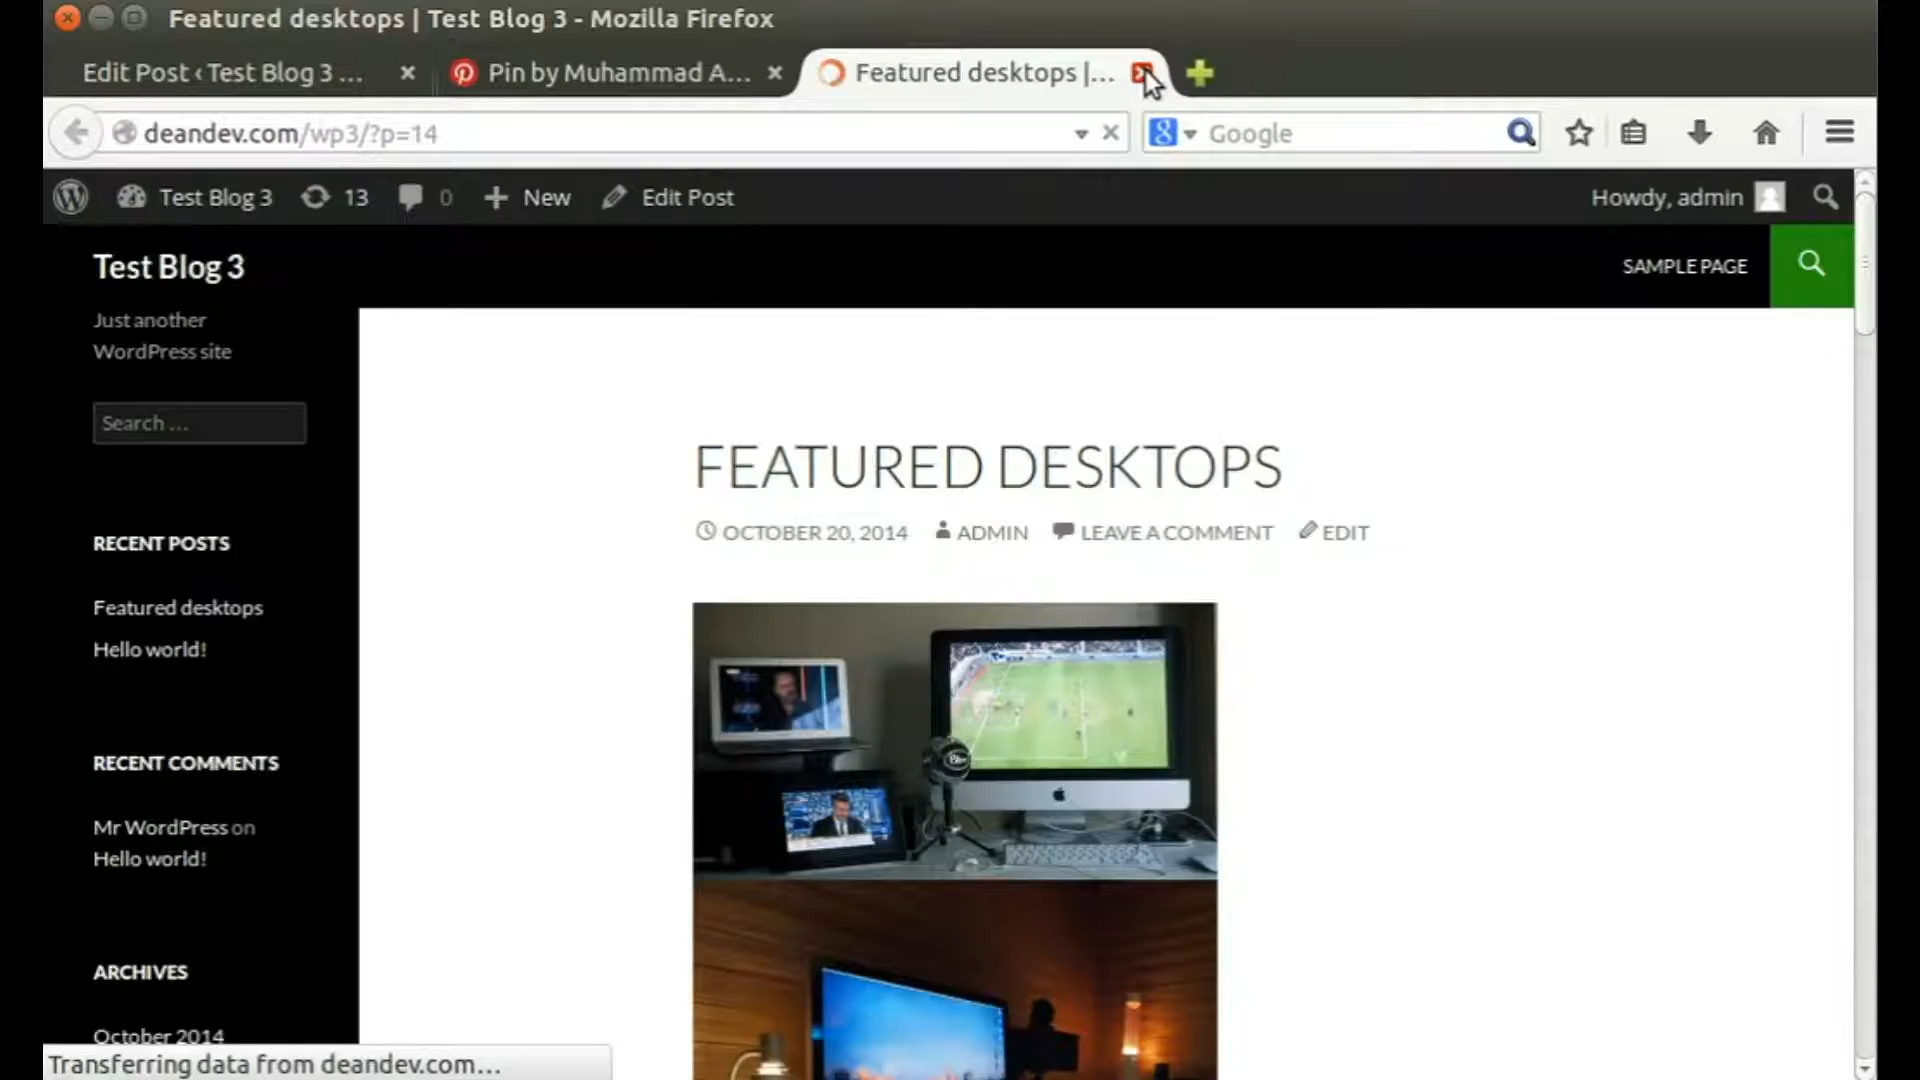 Featured desktops | Test Blog 3 - Mozilla Firefox
Edit Post ‹ Test Blog 3 ...
Pin by Muhammad A...
Featured desktops |...
deandev.com/wp3/?p=14
Google
Test Blog 3
13
0
New
Edit Post
Howdy, admin
Test Blog 3
SAMPLE PAGE
Just another
WordPress site
Search ...
FEATURED DESKTOPS
OCTOBER 20, 2014
ADMIN
LEAVE A COMMENT
EDIT
RECENT POSTS
Featured desktops
Hello world!
RECENT COMMENTS
Mr WordPress on
Hello world!
ARCHIVES
October 2014
Transferring data from deandev.com...